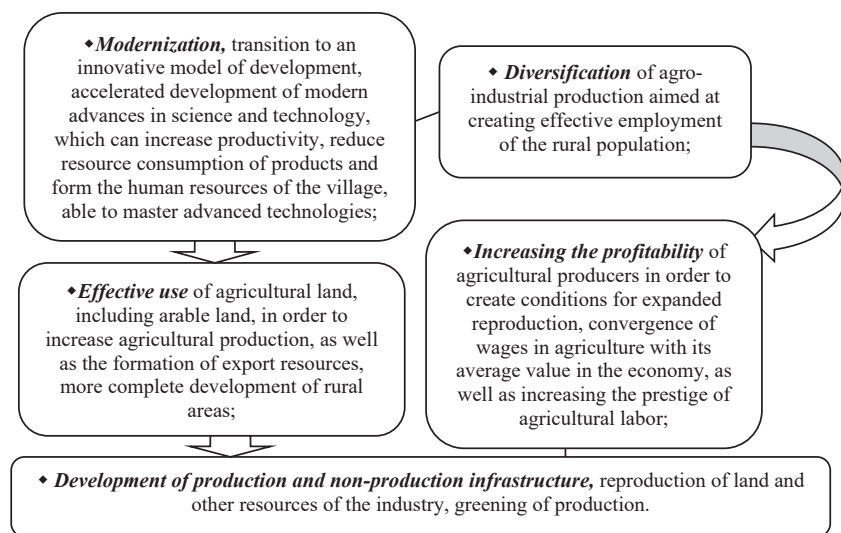 ◆Modernization, transition to an
innovative model of development,
accelerated development of modern
advances in science and technology,
which can increase productivity, reduce
resource consumption of products and
form the human resources of the village,
able to master advanced technologies;
◆ Diversification of agro-
industrial production aimed at
creating effective employment
of the rural population;
◆Effective use of agricultural land,
including arable land, in order to
increase agricultural production, as well
as the formation of export resources,
more complete development of rural
areas;
◆Increasing the profitability of
agricultural producers in order to
create conditions for expanded
reproduction, convergence of
wages in agriculture with its
average value in the economy, as
well as increasing the prestige of
agricultural labor;
◆ Development of production and non-production infrastructure, reproduction of land and
other resources of the industry, greening of production.